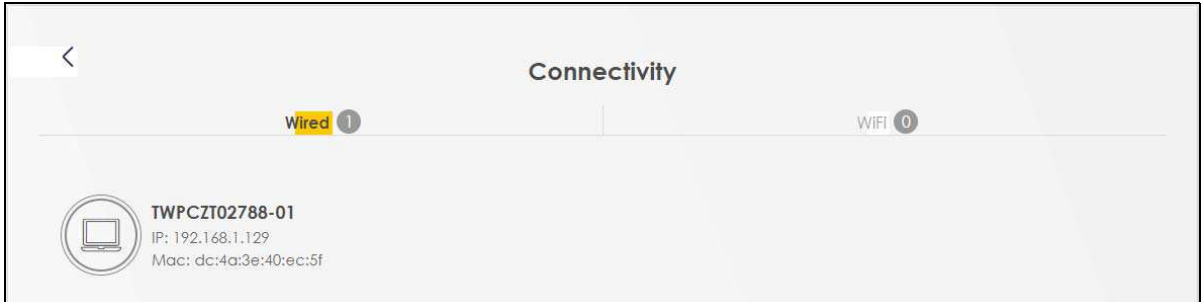 Connectivity
Wired 1
WiFi 0
TWPCZT02788-01
IP: 192.168.1.129
Mac: dc:4a:3e:40:ec:5f